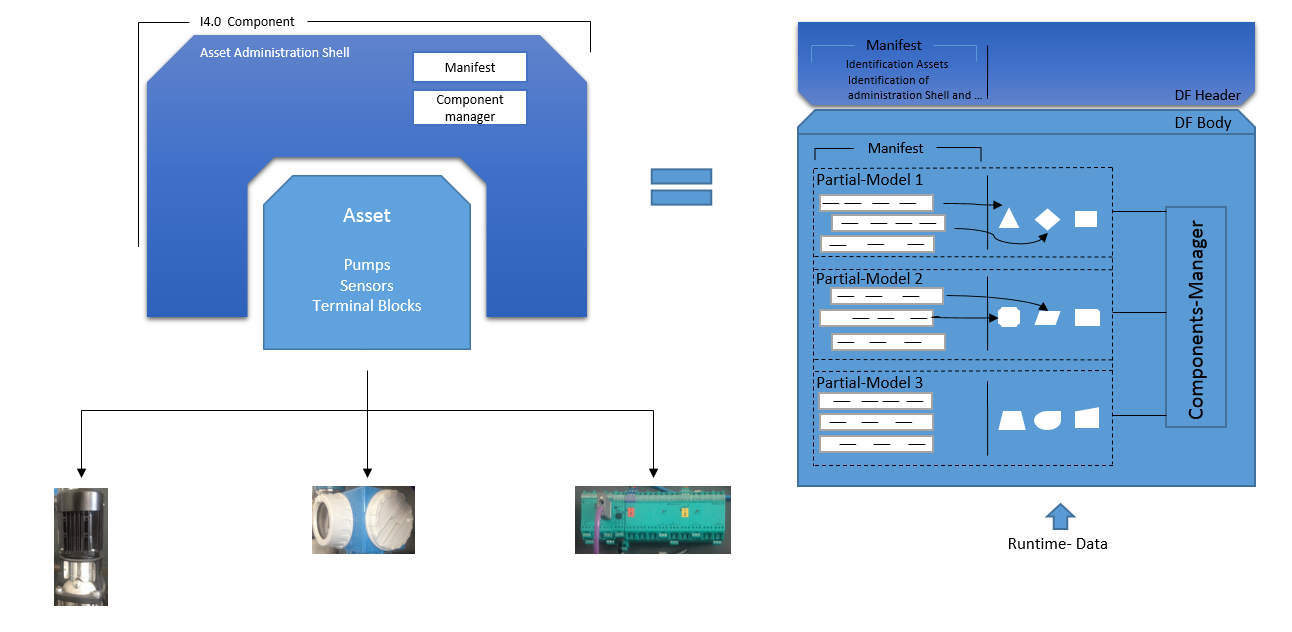 I4.0 Component
Asset Administration Shell
Manifest
Component
manager
Asset
Pumps
Sensors
Terminal Blocks
Manifest
Identification Assets
Identification of
administration Shell and ...
DF Header
DF Body
Manifest
Partial-Model 1
Partial-Model 2
Partial-Model 3
Components-Manager
Runtime- Data